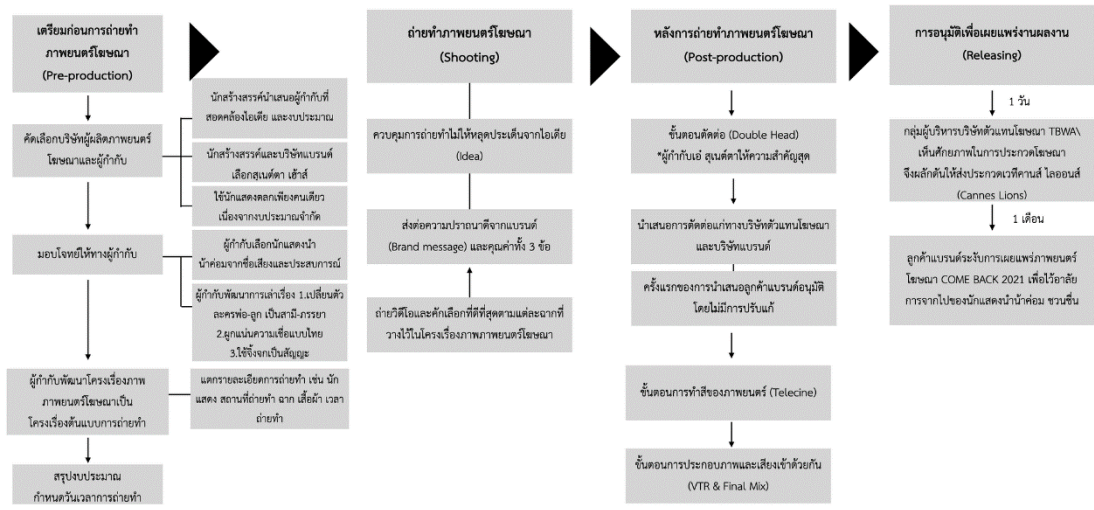 เตรียมก่อนการถ่ายทำ
ภาพยนตร์โฆษณา
(Pre-production)
คัดเลือกบริษัทผู้ผลิตภาพยนตร์
โฆษณาและผู้กำกับ
นักสร้างสรรค์นำเสนอผู้กำกับที่
สอดคล้องไอเดีย และงบประมาณ
นักสร้างสรรค์และบริษัทแบรนด์
เลือกสุเนต์ตา เฮ้าส์
ใช้นักแสดงตลกเพียงคนเดียว
เนื่องจากงบประมาณจำกัด
มอบโจทย์ให้ทางผู้กำกับ
ผู้กำกับเลือกนักแสดงนำ
น้าค่อมจากชื่อเสียงและประสบการณ์
ผู้กำกับพัฒนาการเล่าเรื่อง 1.เปลี่ยนตัว
ละครพ่อ-ลูก เป็นสามี-ภรรยา
2.ผูกแน่นความเชื่อแบบไทย
3.ใช้จิ้งจกเป็นสัญญะ
ผู้กำกับพัฒนาโครงเรื่องภาพ
ภาพยนตร์โฆษณาเป็น
โครงเรื่องต้นแบบการถ่ายทำ
แตกรายละเอียดการถ่ายทำ เช่น นัก
แสดง สถานที่ถ่ายทำ ฉาก เสื้อผ้า เวลา
ถ่ายทำ
สรุปงบประมาณ
กำหนดวันเวลาการถ่ายทำ
ถ่ายทำภาพยนตร์โฆษณา
(Shooting)
ควบคุมการถ่ายทำไม่ให้หลุดประเด็นจากไอเดีย
(Idea)
ส่งต่อความปราถนาดีจากแบรนด์
(Brand message) และคุณค่าทั้ง 3 ข้อ
ถ่ายวิดีโอและคักเลือกที่ดีที่สุดตามแต่ละฉากที่
วางไว้ในโครงเรื่องภาพภาพยนตร์โฆษณา
หลังการถ่ายทำภาพยนตร์โฆษณา
(Post-production)
ขั้นตอนตัดต่อ (Double Head)
*ผู้กำกับเอ๋ สุเนต์ตาให้ความสำคัญสุด
นำเสนอการตัดต่อแก่ทางบริษัทตัวแทนโฆษณา
และบริษัทแบรนด์
ครั้งแรกของการนำเสนอลูกค้าแบรนด์อนุมัติ
โดยไม่มีการปรับแก้
ขั้นตอนการทำสีของภาพยนตร์ (Telecine)
ขั้นตอนการประกอบภาพและเสียงเข้าด้วยกัน
(VTR & Final Mix)
การอนุมัติเพื่อเผยแพร่งานผลงาน
(Releasing)
1 วัน
กลุ่มผู้บริหารบริษัทตัวแทนโฆษณา TBWA\
เห็นศักยภาพในการประกวดโฆษณา
จึงผลักดันให้ส่งประกวดเวทีคานส์ ไลออนส์
(Cannes Lions)
1 เดือน
ลูกค้าแบรนด์ระงับการเผยแพร่ภาพยนตร์
โฆษณา COME BACK 2021 เพื่อไว้อาลัย
การจากไปของนักแสดงนำน้าค่อม ชวนชื่น